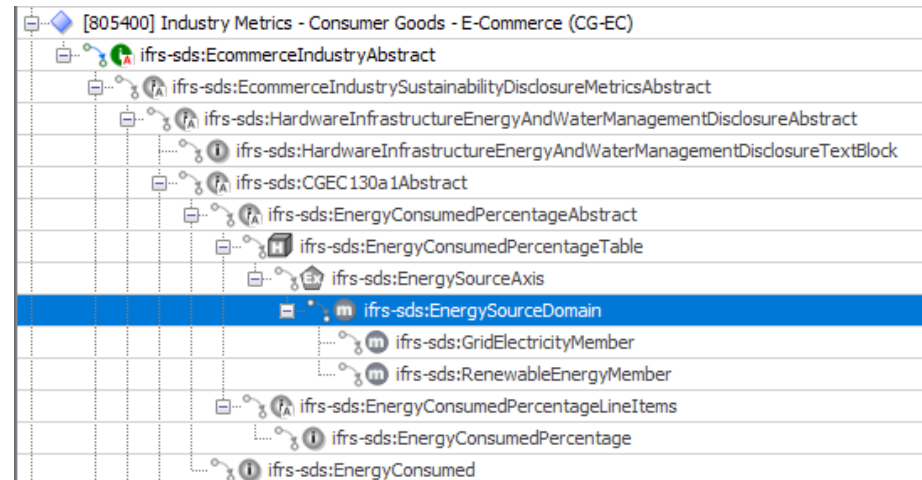 [805400] Industry Metrics - Consumer Goods - E-Commerce (CG-EC)
ifrs-sds:EcommerceIndustryAbstract
ifrs-sds:EcommerceIndustrySustainabilityDisclosureMetricsAbstract
ifrs-sds:HardwareInfrastructureEnergyAndWaterManagementDisclosureAbstract
ifrs-sds:HardwareInfrastructureEnergyAndWaterManagementDisclosureTextBlock
ifrs-sds:CGEC130a1Abstract
ifrs-sds:EnergyConsumedPercentageAbstract
ifrs-sds:EnergyConsumedPercentageTable
ifrs-sds:EnergySourceAxis
ifrs-sds:EnergySourceDomain
ifrs-sds:GridElectricityMember
ifrs-sds:RenewableEnergyMember
ifrs-sds:EnergyConsumedPercentageLineItems
ifrs-sds:EnergyConsumedPercentage
ifrs-sds:EnergyConsumed